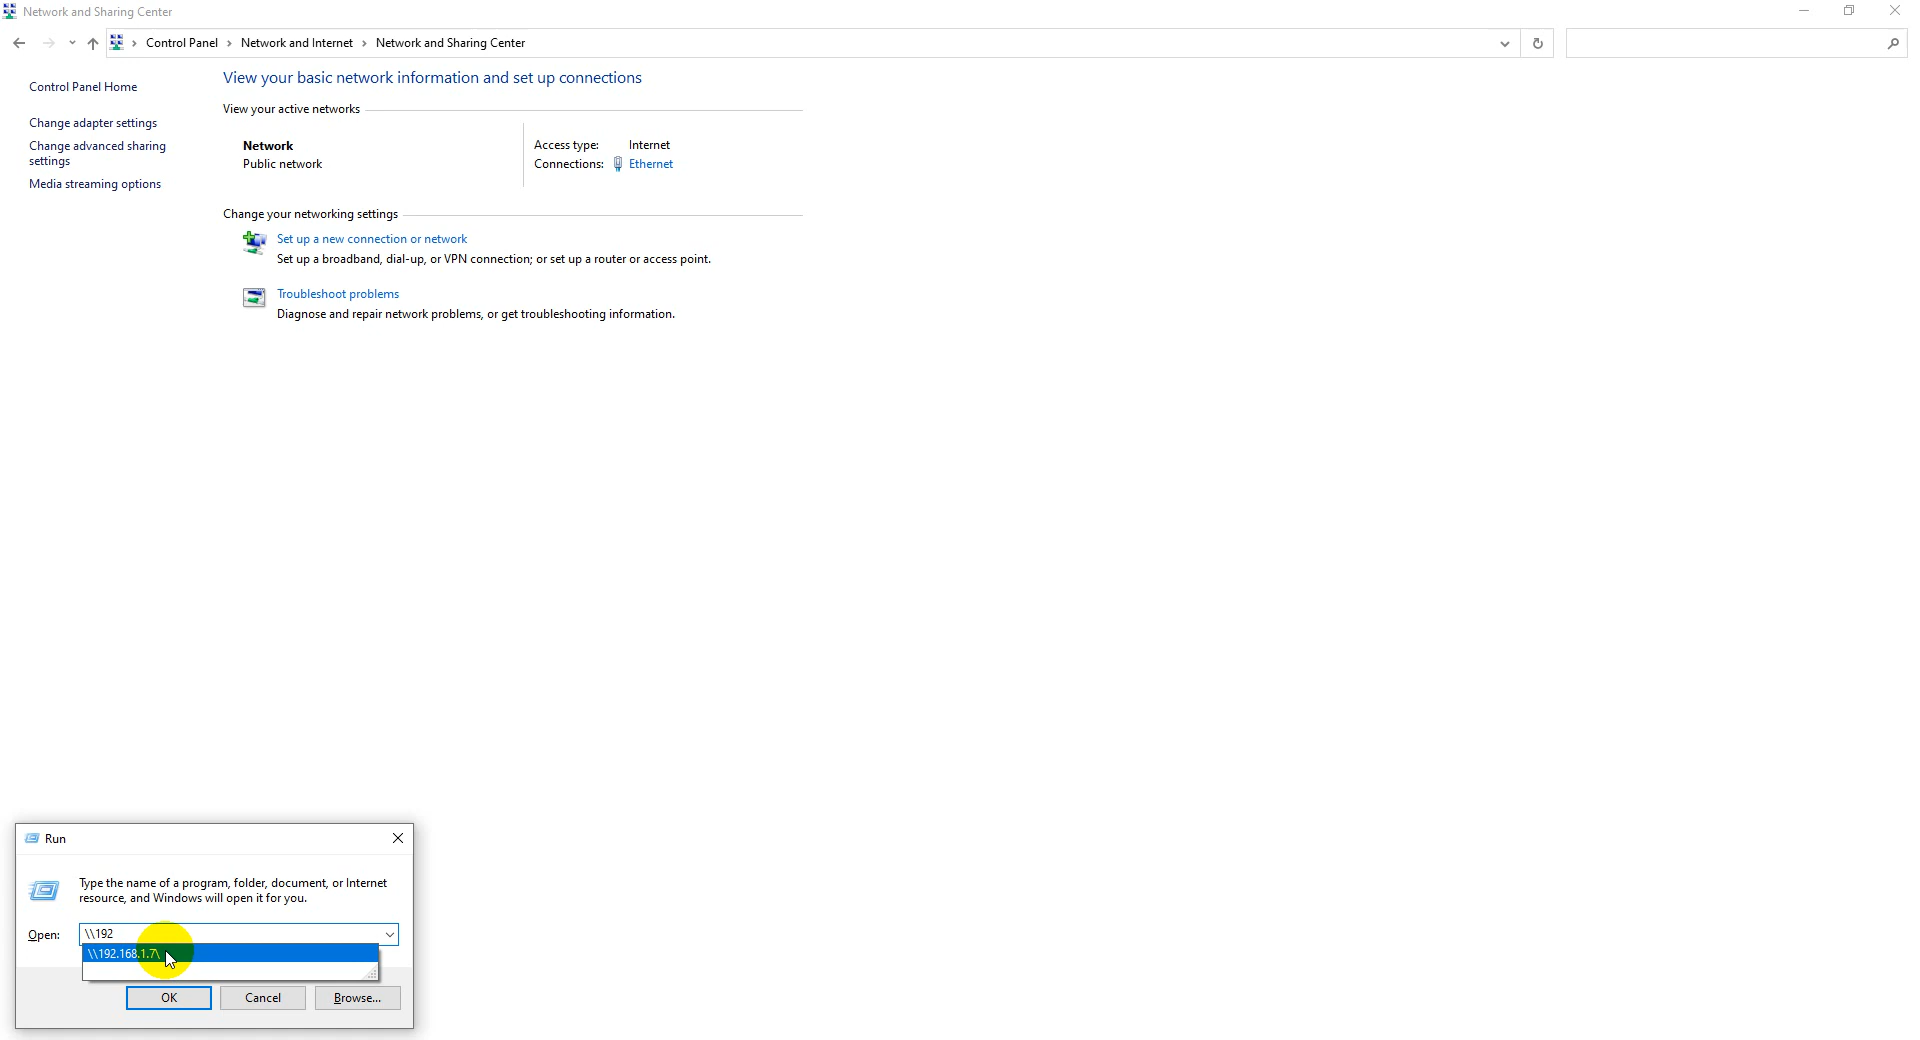 Network and Sharing Center
Control Panel › Network and Internet › Network and Sharing Center
Control Panel Home
Change adapter settings
Change advanced sharing
settings
Media streaming options
View your basic network information and set up connections
View your active networks
Network
Public network
Access type: Internet
Connections: Ethernet
Change your networking settings
Set up a new connection or network
Set up a broadband, dial-up, or VPN connection; or set up a router or access point.
Troubleshoot problems
Diagnose and repair network problems, or get troubleshooting information.
Run
Type the name of a program, folder, document, or Internet
resource, and Windows will open it for you.
Open: \\192
\\192.168.1.7\
OK Cancel Browse...